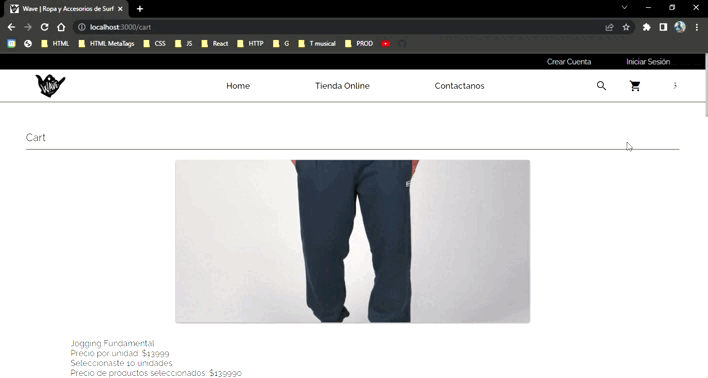 Wave | Ropa y Accesorios de Surf
localhost:3000/cart
HTML HTML MetaTags CSS JS React HTTP G T musical PROD
Crear Cuenta Iniciar Sesión
WAVE Home Tienda Online Contactanos
Cart
Jogging Fundamental
Precio por unidad: $13999
Seleccionaste 10 unidades
Precio de productos seleccionados: $139990